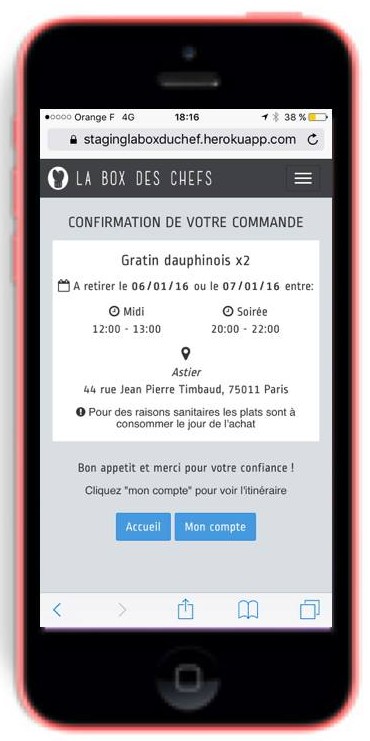 Orange F 4G 18:16 38 %
staginglaboxduchef.herokuapp.com
LA BOX DES CHEFS
CONFIRMATION DE VOTRE COMMANDE
Gratin dauphinois x2
A retirer le 06/01/16 ou le 07/01/16 entre:
Midi Soirée
12:00 - 13:00 20:00 - 22:00
Astier
44 rue Jean Pierre Timbaud, 75011 Paris
Pour des raisons sanitaires les plats sont à
consommer le jour de l'achat
Bon appetit et merci pour votre confiance !
Cliquez "mon compte" pour voir l'itinéraire
Accueil Mon compte